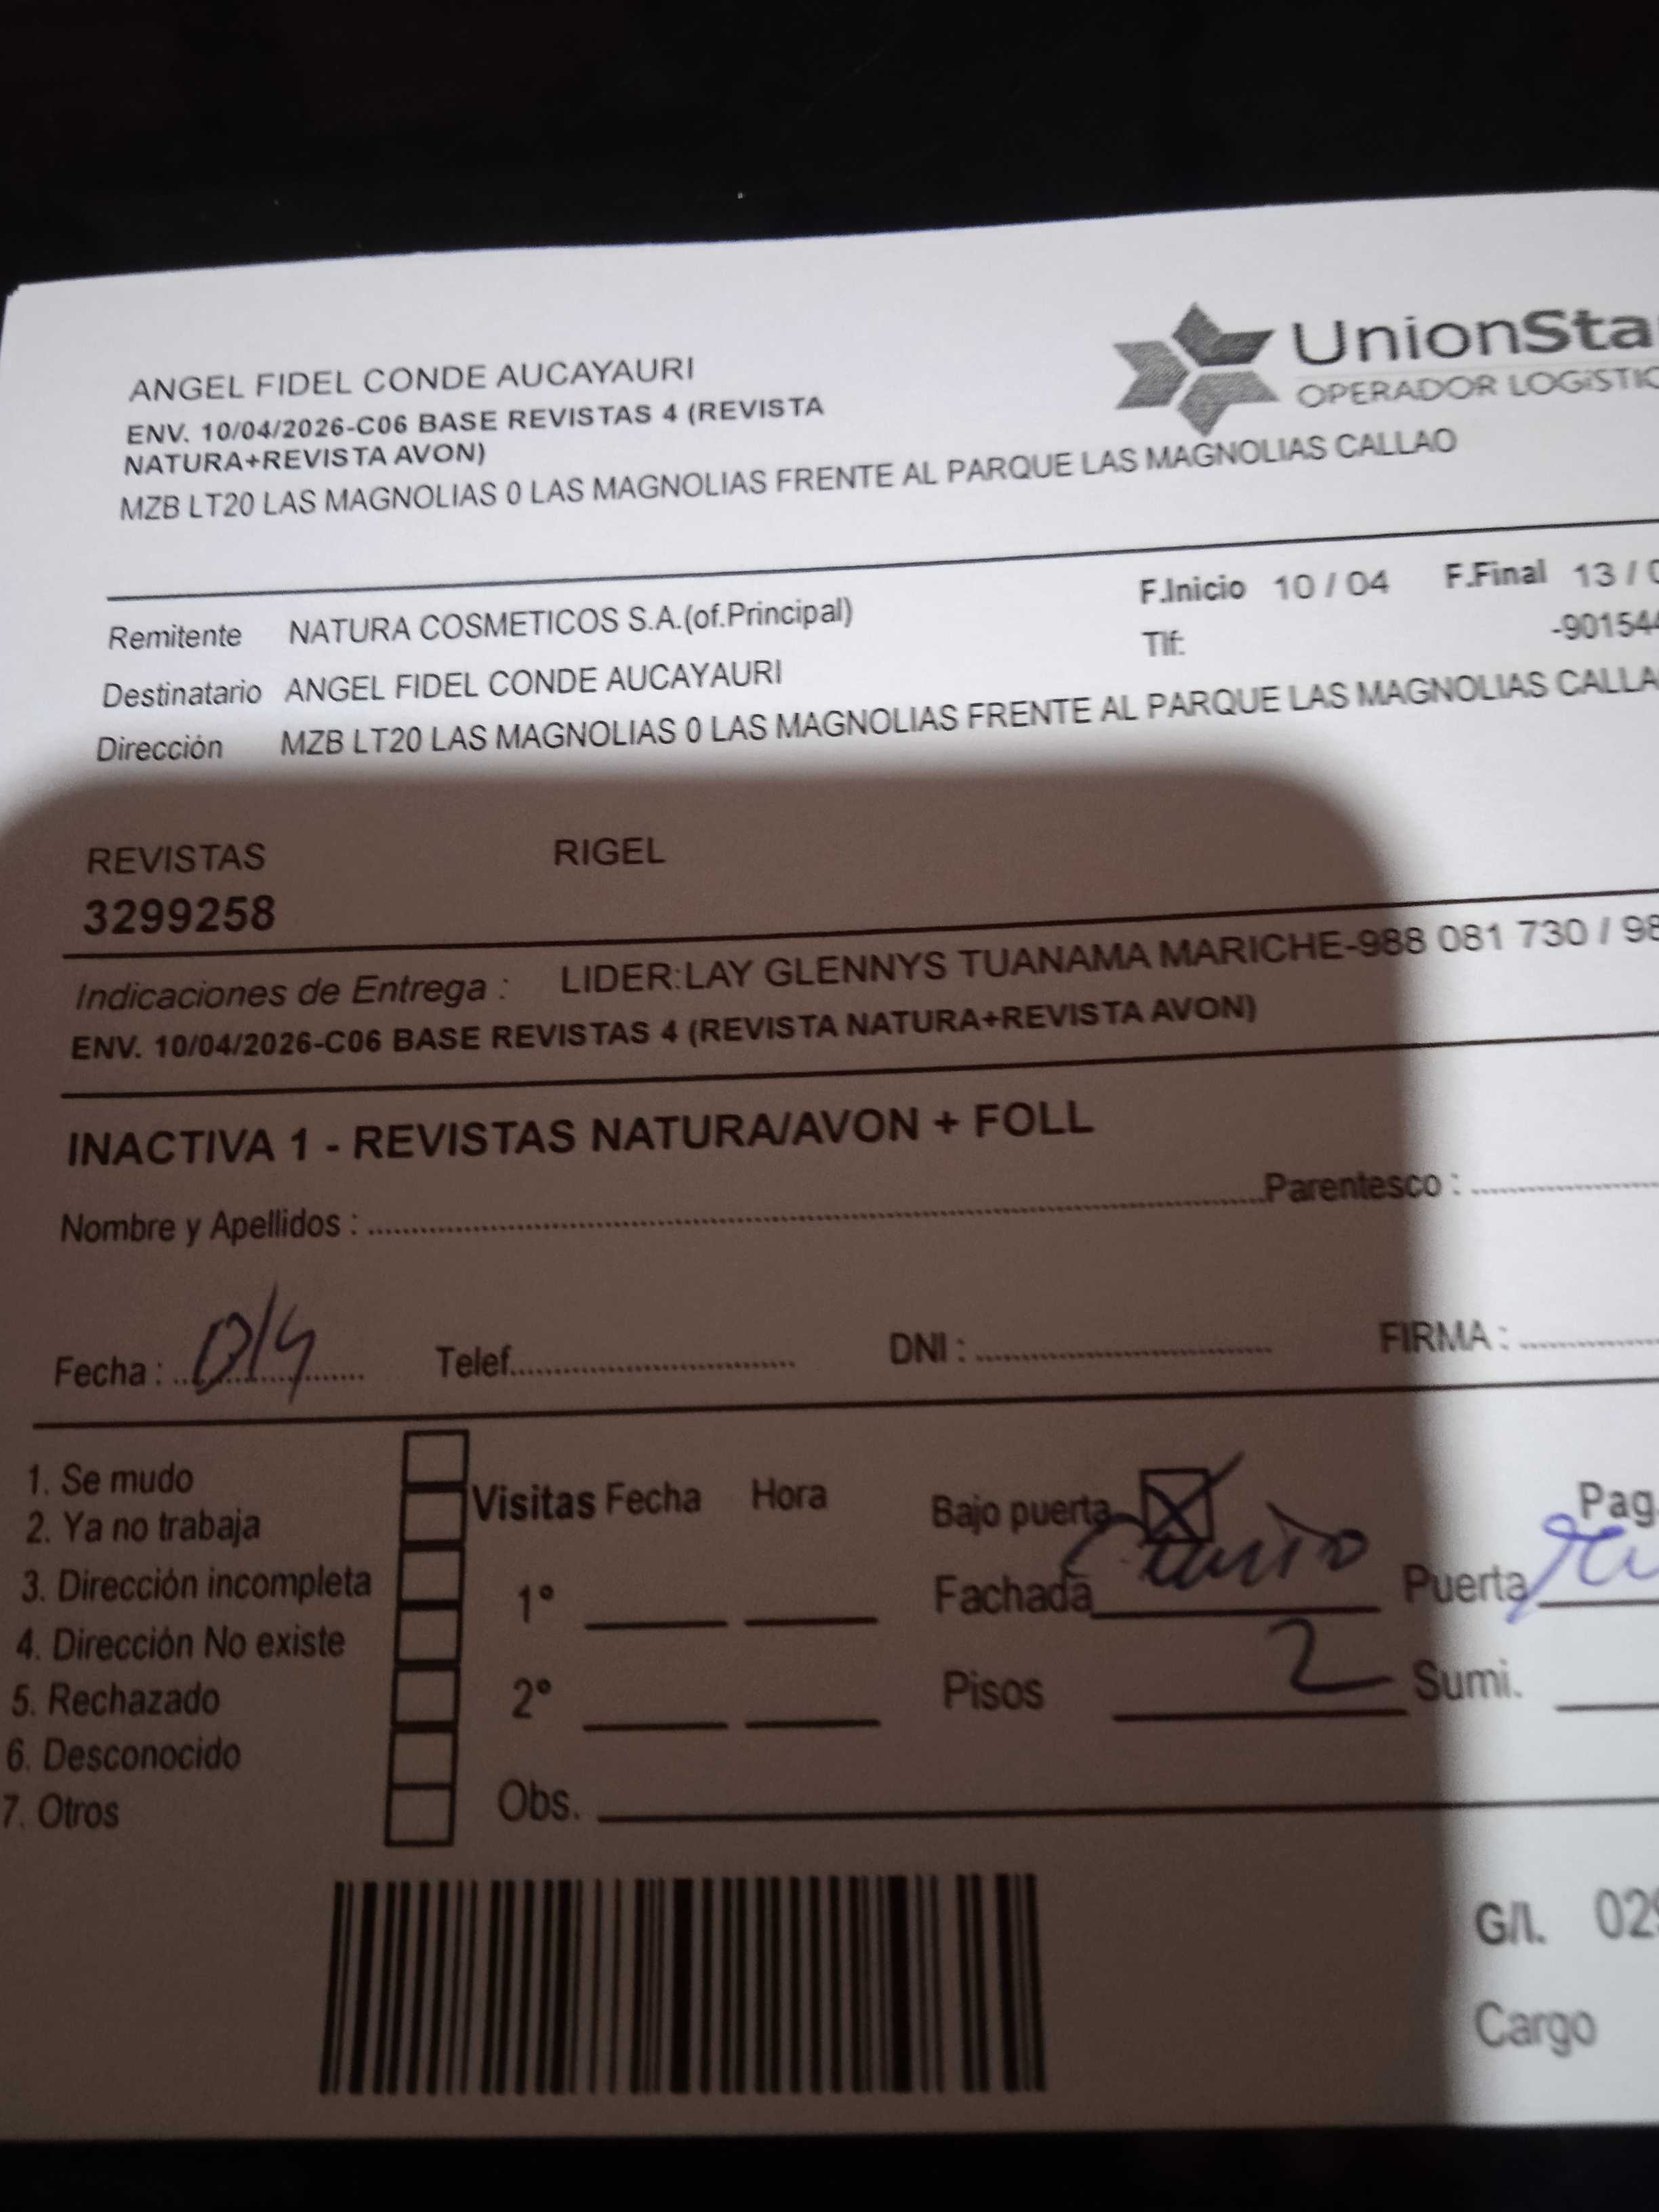 ANGEL FIDEL CONDE AUCAYAURI
UnionSta
OPERADOR LOGÍSTIC
ENV. 10/04/2026-C06 BASE REVISTAS 4 (REVISTA
NATURA+REVISTA AVON)
MZB LT20 LAS MAGNOLIAS 0 LAS MAGNOLIAS FRENTE AL PARQUE LAS MAGNOLIAS CALLAO
Remitente NATURA COSMETICOS S.A.(of.Principal) F.Inicio 10 / 04 F.Final 13 / 0
Tlf: -90154
Destinatario ANGEL FIDEL CONDE AUCAYAURI
Dirección MZB LT20 LAS MAGNOLIAS 0 LAS MAGNOLIAS FRENTE AL PARQUE LAS MAGNOLIAS CALLA
REVISTAS RIGEL
3299258
Indicaciones de Entrega : LIDER:LAY GLENNYS TUANAMA MARICHE-988 081 730 / 98
ENV. 10/04/2026-C06 BASE REVISTAS 4 (REVISTA NATURA+REVISTA AVON)
INACTIVA 1 - REVISTAS NATURA/AVON + FOLL
Nombre y Apellidos : Parentesco :
Fecha : Telef. DNI : FIRMA :
1. Se mudo
2. Ya no trabaja
3. Dirección incompleta
4. Dirección No existe
5. Rechazado
6. Desconocido
7. Otros
Visitas Fecha Hora
1°
2°
Obs.
Bajo puerta Pag.
Fachada Puerta
Pisos 2 Sumi.
G/I. 029
Cargo